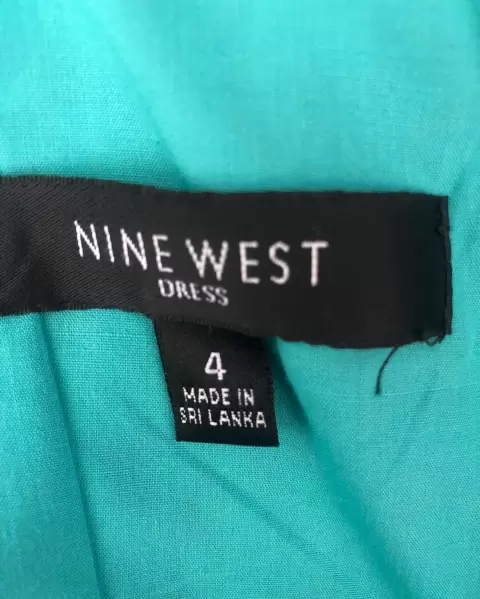 NINE WEST
DRESS
4
MADE IN
SRI LANKA